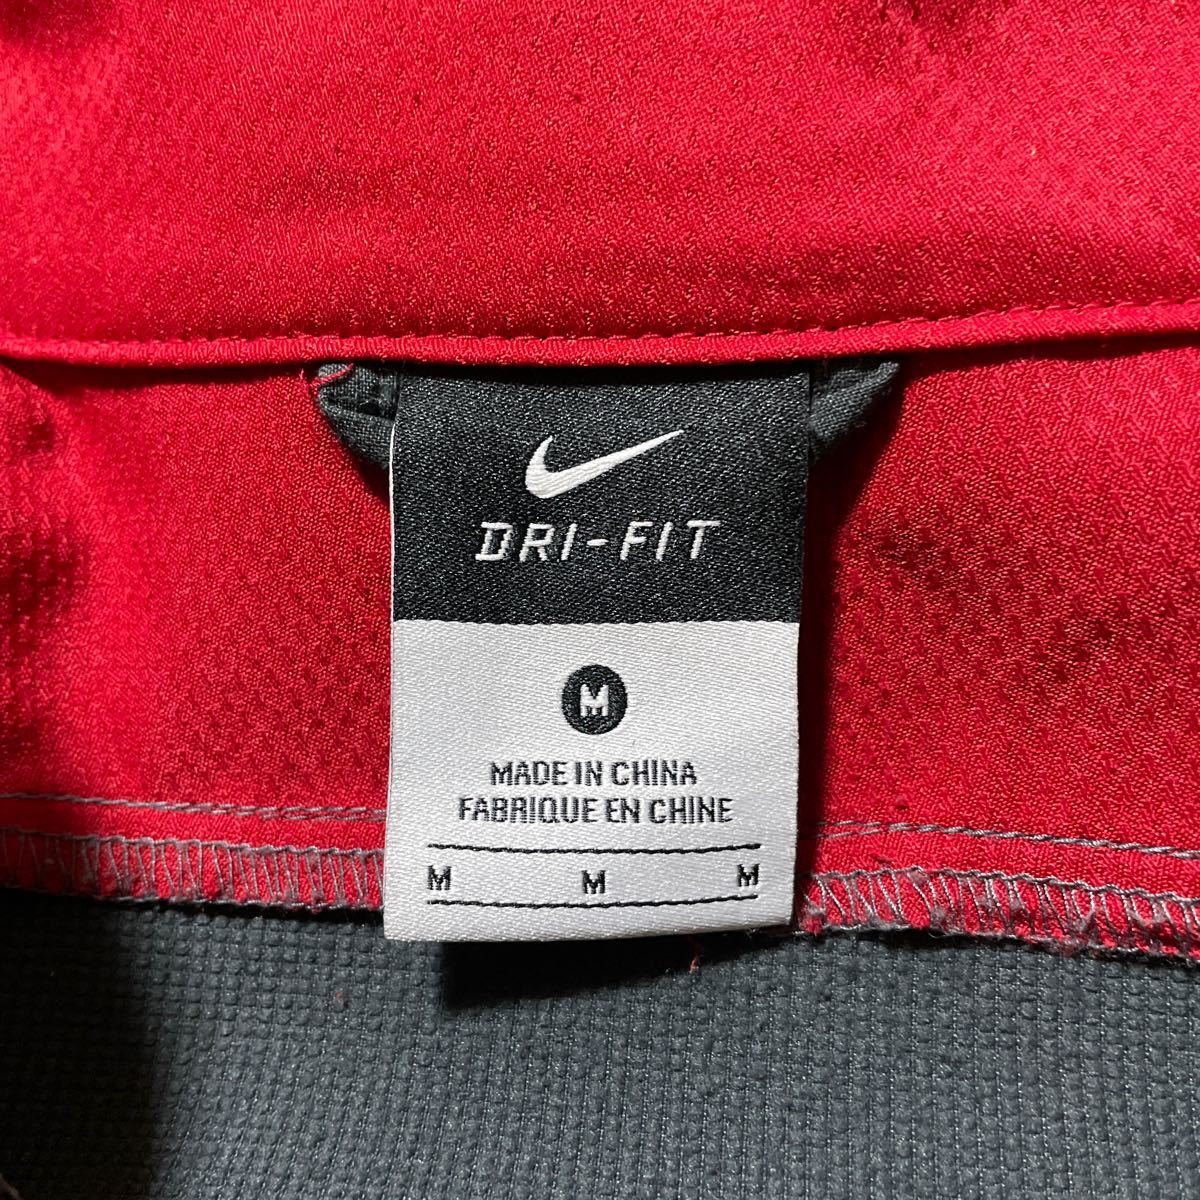 DRI-FIT
M
MADE IN CHINA
FABRIQUE EN CHINE
M M M